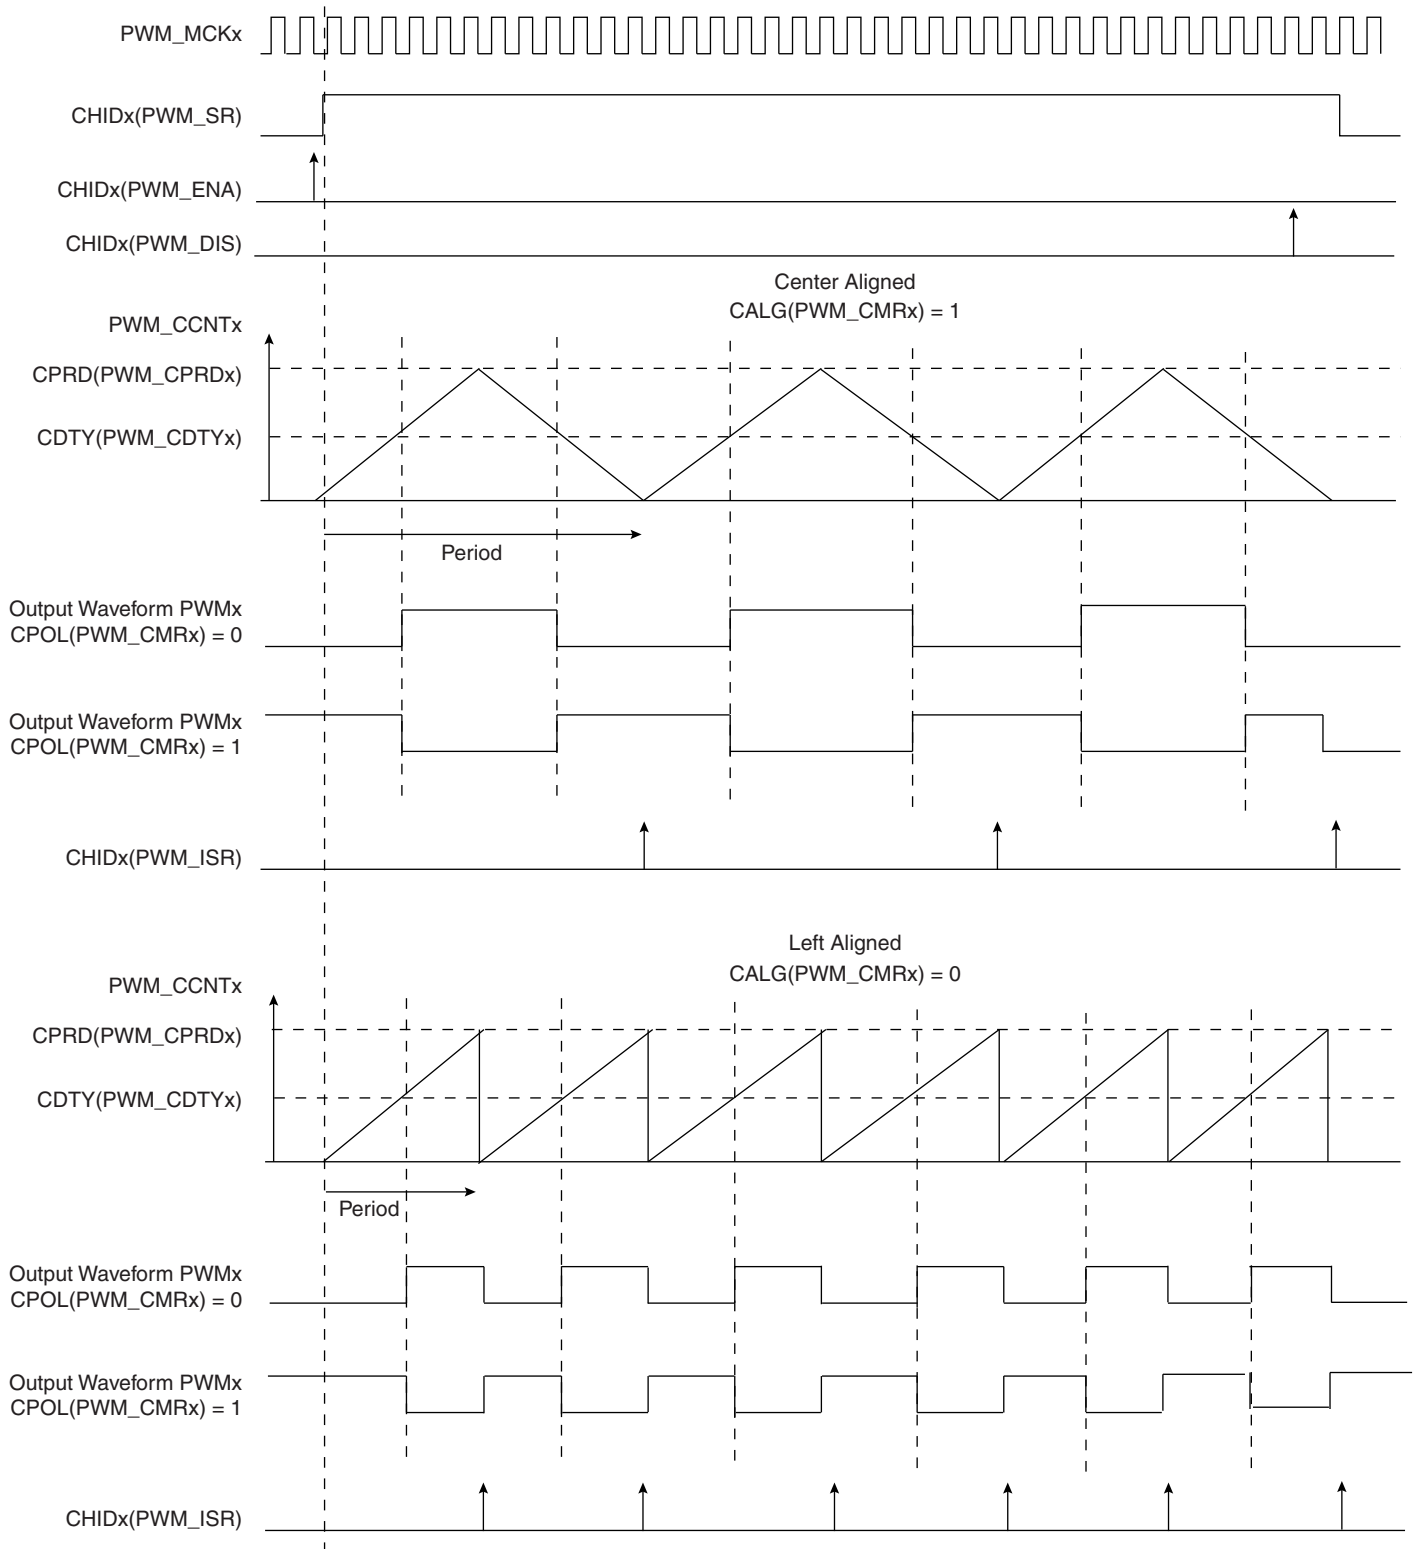 PWM_MCKx
CHIDx(PWM_SR)
CHIDx(PWM_ENA)
CHIDx(PWM_DIS)
Center Aligned
CALG(PWM_CMRx) = 1
PWM_CCNTx
CPRD(PWM_CPRDx)
CDTY(PWM_CDTYx)
Period
Output Waveform PWMx
CPOL(PWM_CMRx) = 0
Output Waveform PWMx
CPOL(PWM_CMRx) = 1
CHIDx(PWM_ISR)
Left Aligned
CALG(PWM_CMRx) = 0
PWM_CCNTx
CPRD(PWM_CPRDx)
CDTY(PWM_CDTYx)
Period
Output Waveform PWMx
CPOL(PWM_CMRx) = 0
Output Waveform PWMx
CPOL(PWM_CMRx) = 1
CHIDx(PWM_ISR)